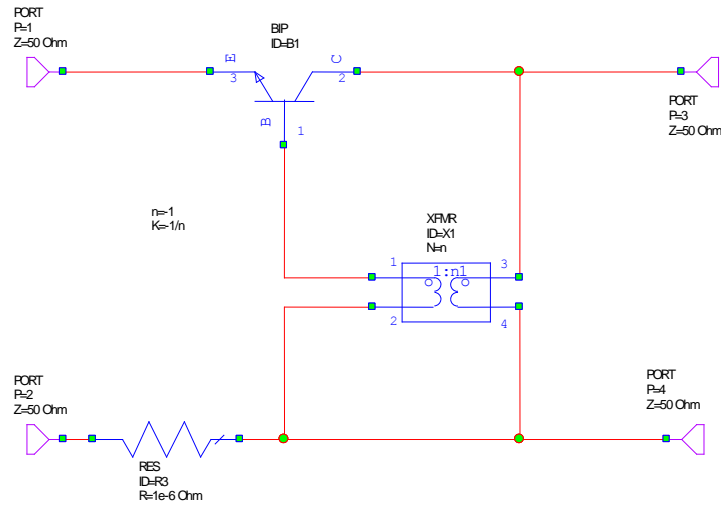 PORT
P=1
Z=50 Ohm
BIP
ID=B1
E
3
C
2
B
1
PORT
P=3
Z=50 Ohm
n=-1
K=-1/n
XFMR
ID=X1
N=n
1
3
1:n1
2
4
PORT
P=2
Z=50 Ohm
PORT
P=4
Z=50 Ohm
RES
ID=R3
R=1e-6 Ohm